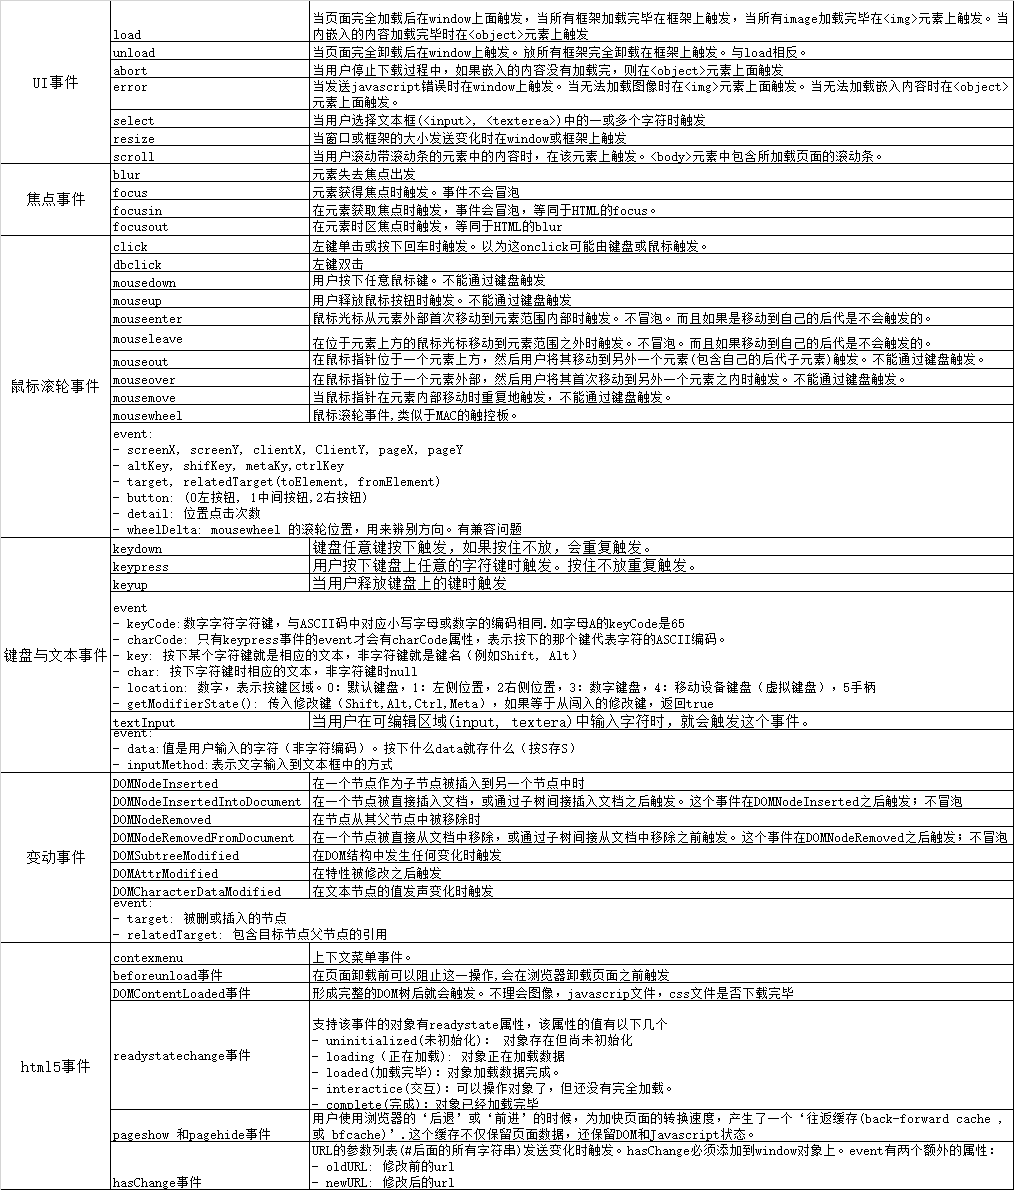 UI事件
load
当页面完全加载后在window上面触发，当所有框架加载完毕在框架上触发，当所有image加载完毕在<img>元素上触发。当
内嵌入的内容加载完毕时在<object>元素上触发
unload
当页面完全卸载后在window上触发。放所有框架完全卸载在框架上触发。与load相反。
abort
当用户停止下载过程中，如果嵌入的内容没有加载完，则在<object>元素上面触发
error
当发送javascript错误时在window上触发。当无法加载图像时在<img>元素上面触发。当无法加载嵌入内容时在<object>
元素上面触发。
select
当用户选择文本框(<input>, <texterea>)中的一或多个字符时触发
resize
当窗口或框架的大小发送变化时在window或框架上触发
scroll
当用户滚动带滚动条的元素中的内容时，在该元素上触发。<body>元素中包含所加载页面的滚动条。
焦点事件
blur
元素失去焦点出发
focus
元素获得焦点时触发。事件不会冒泡
focusin
在元素获取焦点时触发，事件会冒泡，等同于HTML的focus。
focusout
在元素时区焦点时触发，等同于HTML的blur
鼠标滚轮事件
click
左键单击或按下回车时触发。以为这onclick可能由键盘或鼠标触发。
dbclick
左键双击
mousedown
用户按下任意鼠标键。不能通过键盘触发
mouseup
用户释放鼠标按钮时触发。不能通过键盘触发
mouseenter
鼠标光标从元素外部首次移动到元素范围内部时触发。不冒泡。而且如果是移动到自己的后代是不会触发的。
mouseleave
在位于元素上方的鼠标光标移动到元素范围之外时触发。不冒泡。而且如果移动到自己的后代是不会触发的。
mouseout
在鼠标指针位于一个元素上方，然后用户将其移动到另外一个元素(包含自己的后代子元素)触发。不能通过键盘触发。
mouseover
在鼠标指针位于一个元素外部，然后用户将其首次移动到另外一个元素之内时触发。不能通过键盘触发。
mousemove
当鼠标指针在元素内部移动时重复地触发，不能通过键盘触发。
mousewheel
鼠标滚轮事件,类似于MAC的触控板。
event:
- screenX, screenY, clientX, ClientY, pageX, pageY
- altKey, shifKey, metaKy,ctrlKey
- target, relatedTarget(toElement, fromElement)
- button: (0左按钮, 1中间按钮,2右按钮)
- detail: 位置点击次数
- wheelDelta: mousewheel 的滚轮位置，用来辨别方向。有兼容问题
键盘与文本事件
keydown
键盘任意键按下触发，如果按住不放，会重复触发。
keypress
用户按下键盘上任意的字符键时触发。按住不放重复触发。
keyup
当用户释放键盘上的键时触发
event
- keyCode:数字字符字符键，与ASCII码中对应小写字母或数字的编码相同.如字母A的keyCode是65
- charCode: 只有keypress事件的event才会有charCode属性，表示按下的那个键代表字符的ASCII编码。
- key: 按下某个字符键就是相应的文本，非字符键就是键名（例如Shift, Alt）
- char: 按下字符键时相应的文本，非字符键时null
- location: 数字，表示按键区域。0：默认键盘，1：左侧位置，2右侧位置，3：数字键盘，4：移动设备键盘（虚拟键盘），5手柄
- getModifierState(): 传入修改键（Shift,Alt,Ctrl,Meta），如果等于从闯入的修改键，返回true
textInput
当用户在可编辑区域(input, textera)中输入字符时，就会触发这个事件。
event:
- data:值是用户输入的字符（非字符编码）。按下什么data就存什么（按S存S）
- inputMethod:表示文字输入到文本框中的方式
变动事件
DOMNodeInserted
在一个节点作为子节点被插入到另一个节点中时
DOMNodeInsertedIntoDocument
在一个节点被直接插入文档，或通过子树间接插入文档之后触发。这个事件在DOMNodeInserted之后触发；不冒泡
DOMNodeRemoved
在节点从其父节点中被移除时
DOMNodeRemovedFromDocument
在一个节点被直接从文档中移除，或通过子树间接从文档中移除之前触发。这个事件在DOMNodeRemoved之后触发；不冒泡
DOMSubtreeModified
在DOM结构中发生任何变化时触发
DOMAttrModified
在特性被修改之后触发
DOMCharacterDataModified
在文本节点的值发声变化时触发
event:
- target: 被删或插入的节点
- relatedTarget: 包含目标节点父节点的引用
html5事件
contexmenu
上下文菜单事件。
beforeunload事件
在页面卸载前可以阻止这一操作,会在浏览器卸载页面之前触发
DOMContentLoaded事件
形成完整的DOM树后就会触发。不理会图像，javascrip文件，css文件是否下载完毕
readystatechange事件
支持该事件的对象有readystate属性，该属性的值有以下几个
- uninitialized(未初始化)： 对象存在但尚未初始化
- loading（正在加载）: 对象正在加载数据
- loaded(加载完毕)：对象加载数据完成。
- interactice(交互)：可以操作对象了，但还没有完全加载。
- complete(完成)：对象已经加载完毕
pageshow 和pagehide事件
用户使用浏览器的‘后退’或‘前进’的时候，为加快页面的转换速度，产生了一个‘往返缓存(back-forward cache ,
或 bfcache)’.这个缓存不仅保留页面数据，还保留DOM和Javascript状态。
hasChange事件
URL的参数列表(#后面的所有字符串)发送变化时触发。hasChange必须添加到window对象上。event有两个额外的属性：
- oldURL: 修改前的url
- newURL: 修改后的url